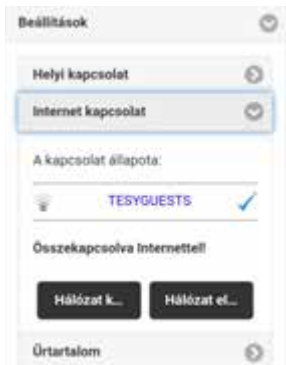 Beállítások
Helyi kapcsolat
Internet kapcsolat
A kapcsolat állapota:
TESYGUESTS
Összekapcsolva Internettel!
Hálózat k...
Hálózat el...
Űrtartalom